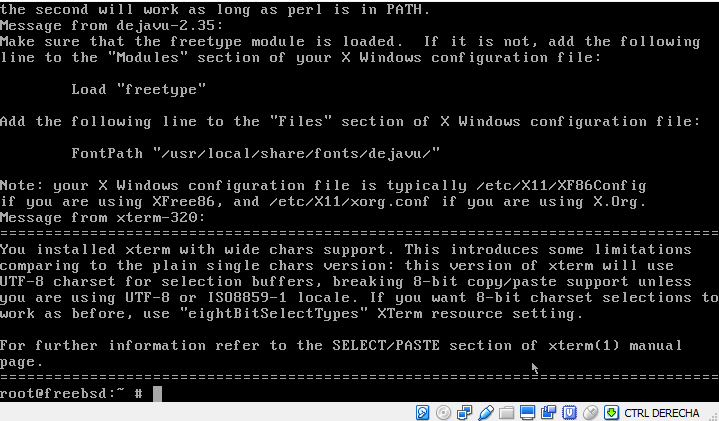 the second will work as long as perl is in PATH.
Message from dejavu-2.35:
Make sure that the freetype module is loaded.  If it is not, add the following
line to the "Modules" section of your X Windows configuration file:
Load "freetype"
Add the following line to the "Files" section of X Windows configuration file:
FontPath "/usr/local/share/fonts/dejavu/"
Note: your X Windows configuration file is typically /etc/X11/XF86Config
if you are using XFree86, and /etc/X11/xorg.conf if you are using X.Org.
Message from xterm-320:
================================================================================
You installed xterm with wide chars support. This introduces some limitations
comparing to the plain single chars version: this version of xterm will use
UTF-8 charset for selection buffers, breaking 8-bit copy/paste support unless
you are using UTF-8 or ISO8859-1 locale. If you want 8-bit charset selections to
work as before, use "eightBitSelectTypes" XTerm resource setting.
For further information refer to the SELECT/PASTE section of xterm(1) manual
page.
================================================================================
root@freebsd:~ #
CTRL DERECHA